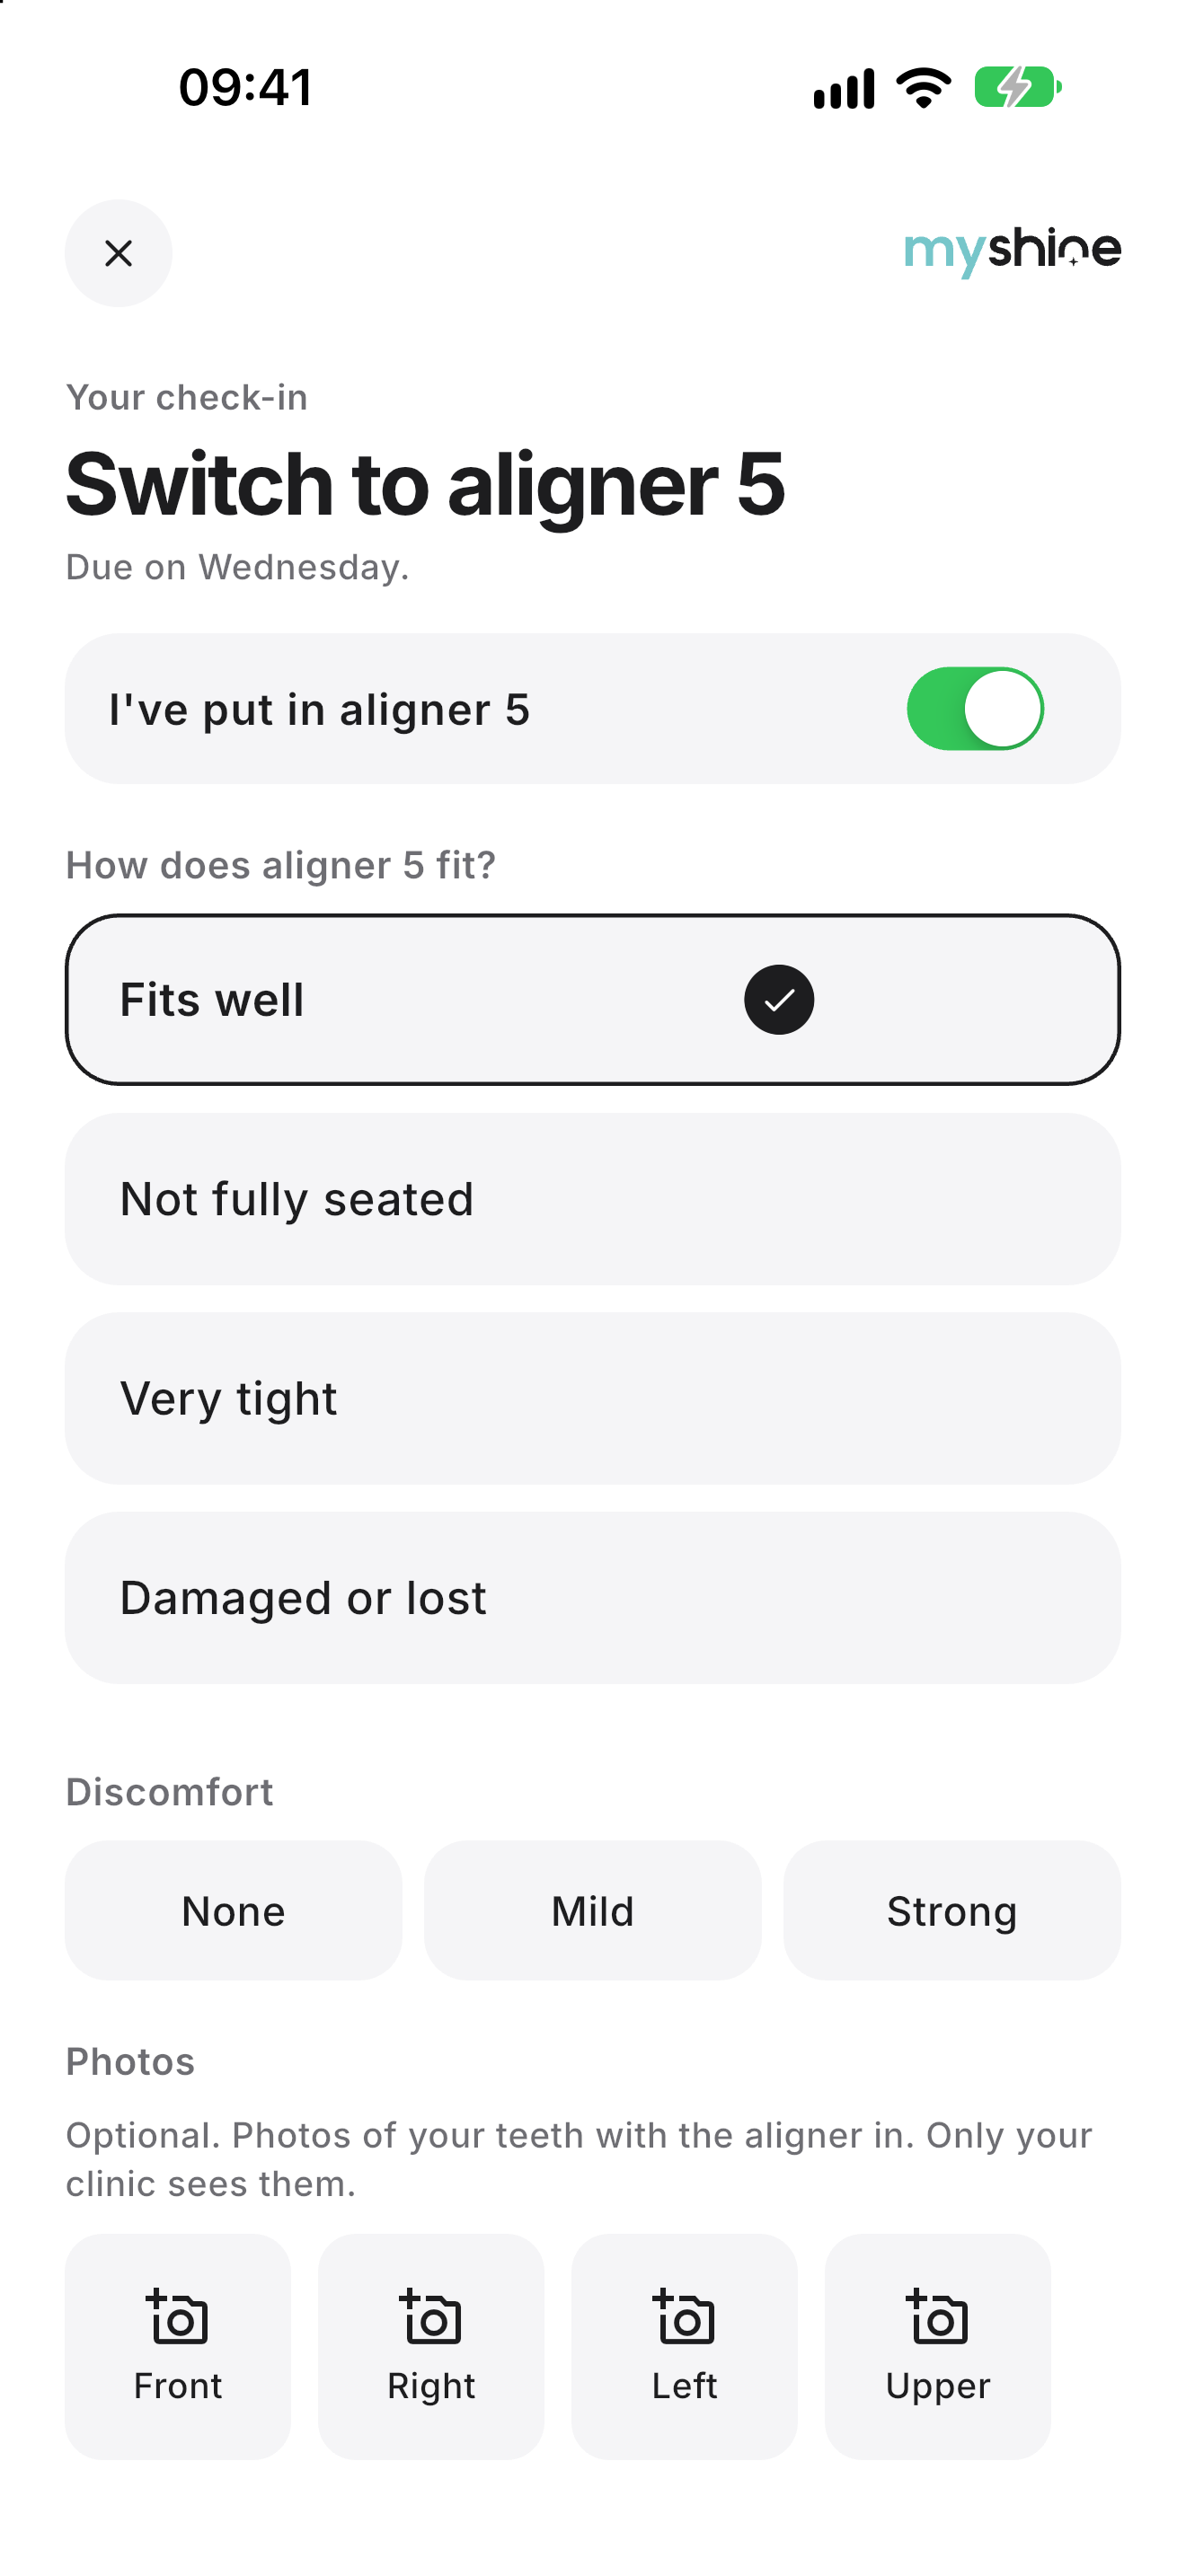 09:41
myshine
Your check-in
Switch to aligner 5
Due on Wednesday.
I've put in aligner 5
How does aligner 5 fit?
Fits well
Not fully seated
Very tight
Damaged or lost
Discomfort
None
Mild
Strong
Photos
Optional. Photos of your teeth with the aligner in. Only your
clinic sees them.
Front
Right
Left
Upper